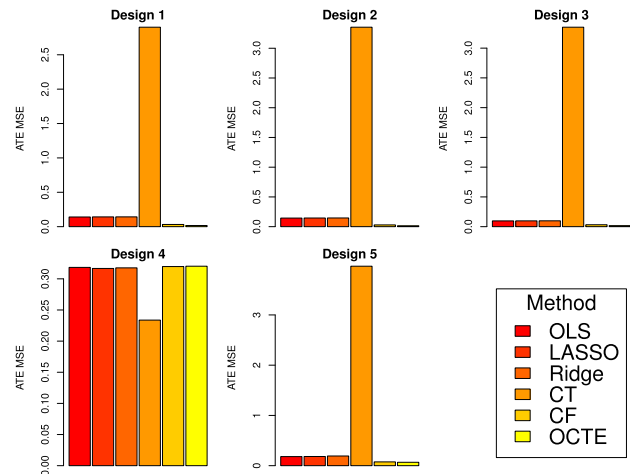 Design 1
ATE MSE
0.0
0.5
1.0
1.5
2.0
2.5
Design 2
ATE MSE
0.0
0.5
1.0
1.5
2.0
2.5
3.0
Design 3
ATE MSE
0.0
0.5
1.0
1.5
2.0
2.5
3.0
Design 4
ATE MSE
0.00
0.05
0.10
0.15
0.20
0.25
0.30
Design 5
ATE MSE
0
1
2
3
Method
OLS
LASSO
Ridge
CT
CF
OCTE